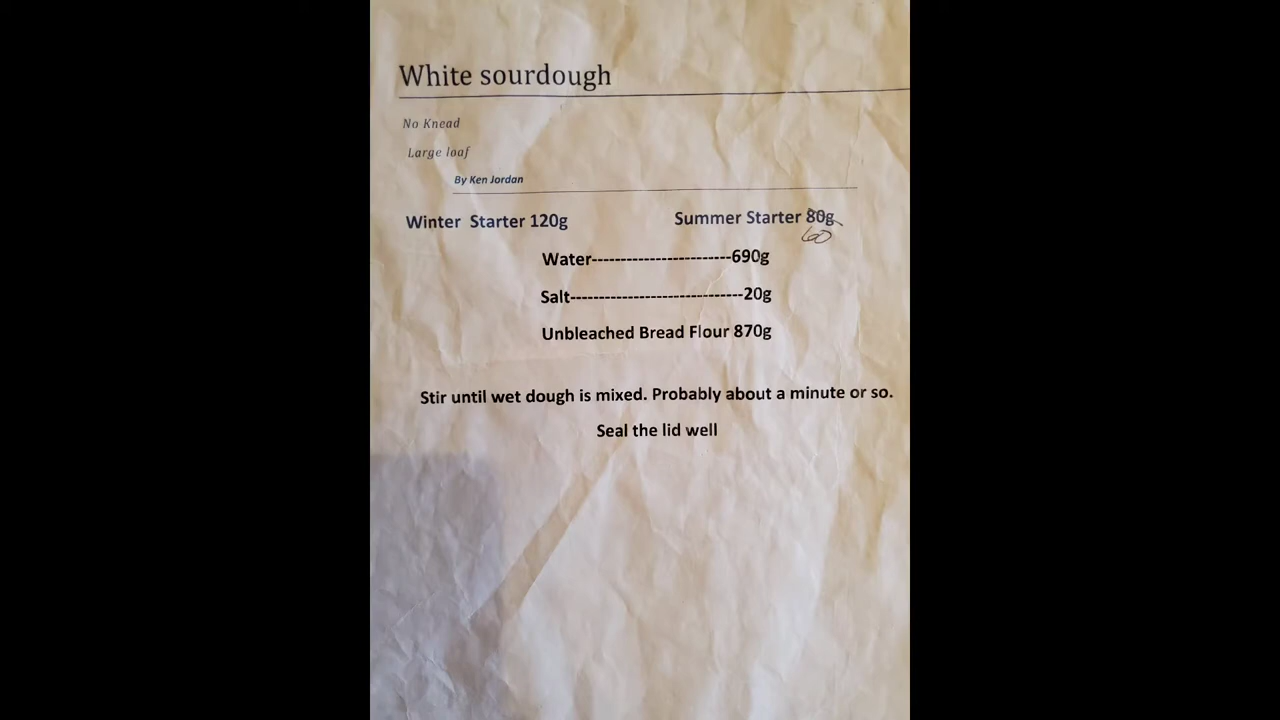 White sourdough
No Knead
Large loaf
By Ken Jordan
Winter Starter 120g Summer Starter 80g
60
Water------------------------690g
Salt------------------------------20g
Unbleached Bread Flour 870g
Stir until wet dough is mixed. Probably about a minute or so.
Seal the lid well